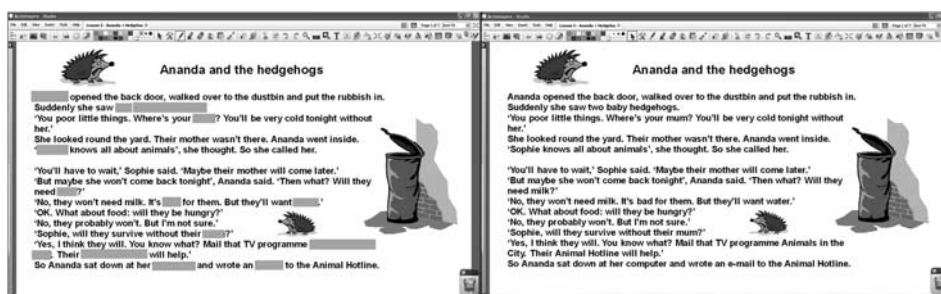 Ananda and the hedgehogs
opened the back door, walked over to the dustbin and put the rubbish in.
Suddenly she saw
‘You poor little things. Where's your ? You'll be very cold tonight without
her.’
She looked round the yard. Their mother wasn't there. Ananda went inside.
‘ knows all about animals’, she thought. So she called her.
‘You'll have to wait,’ Sophie said. ‘Maybe their mother will come later.’
‘But maybe she won't come back tonight’, Ananda said. ‘Then what? Will they
need ?’
‘No, they won't need milk. It's for them. But they'll want .’
‘OK. What about food: will they be hungry?’
‘No, they probably won't. But I'm not sure.’
‘Sophie, will they survive without their ?’
‘Yes, I think they will. You know what? Mail that TV programme
. Their will help.’
So Ananda sat down at her and wrote an to the Animal Hotline.
Ananda and the hedgehogs
Ananda opened the back door, walked over to the dustbin and put the rubbish in.
Suddenly she saw two baby hedgehogs.
‘You poor little things. Where's your mum? You'll be very cold tonight without
her.’
She looked round the yard. Their mother wasn't there. Ananda went inside.
‘Sophie knows all about animals’, she thought. So she called her.
‘You'll have to wait,’ Sophie said. ‘Maybe their mother will come later.’
‘But maybe she won't come back tonight’, Ananda said. ‘Then what? Will they
need milk?’
‘No, they won't need milk. It's bad for them. But they'll want water.’
‘OK. What about food: will they be hungry?’
‘No, they probably won't. But I'm not sure.’
‘Sophie, will they survive without their mum?’
‘Yes, I think they will. You know what? Mail that TV programme Animals in the
City. Their Animal Hotline will help.’
So Ananda sat down at her computer and wrote an e-mail to the Animal Hotline.